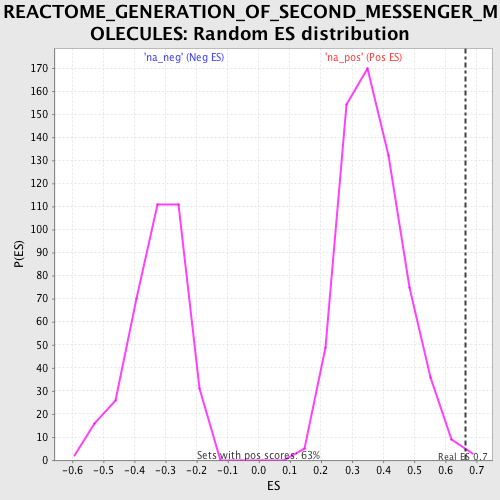 REACTOME_GENERATION_OF_SECOND_MESSENGER_M
OLECULES: Random ES distribution
'na_neg' (Neg ES)
'na_pos' (Pos ES)
170
160
150
140
130
120
110
100
90
80
70
60
50
40
30
20
10
0
P(ES)
Sets with pos scores: 63%
Real ES 0.7
-0.6 -0.5 -0.4 -0.3 -0.2 -0.1 0.0 0.1 0.2 0.3 0.4 0.5 0.6 0.7
ES